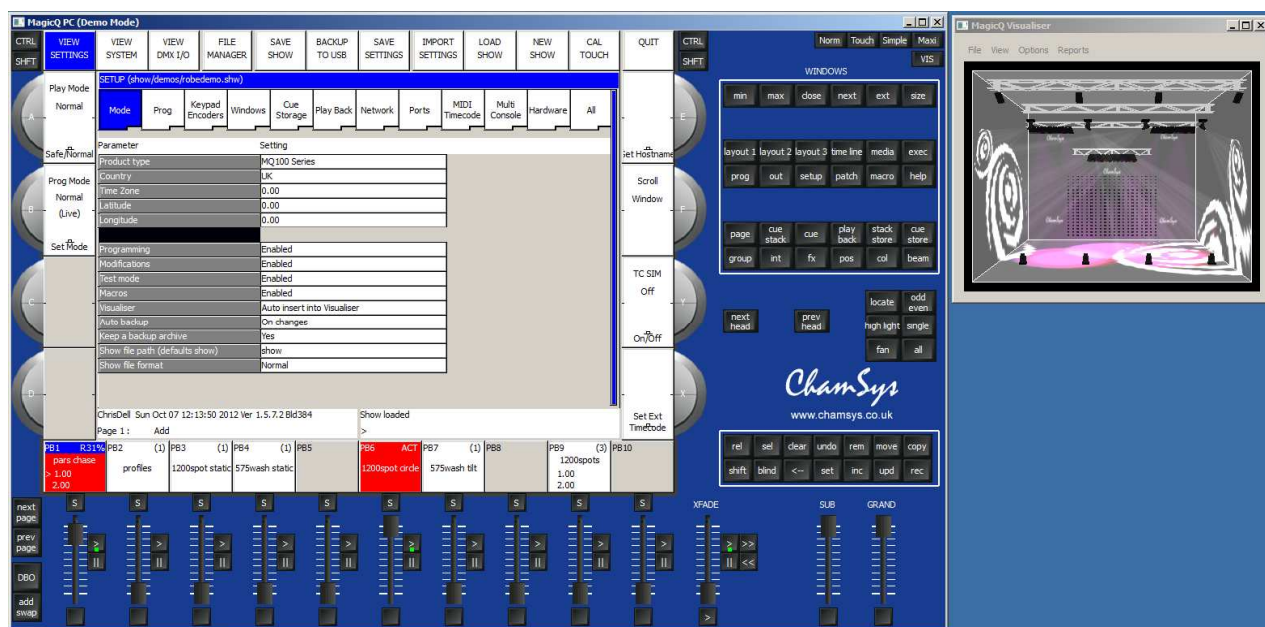 MagicQ PC (Demo Mode)
MagicQ Visualiser
File View Options Reports
CTRL
SHFT
VIEW SETTINGS
VIEW SYSTEM
VIEW DMX I/O
FILE MANAGER
SAVE SHOW
BACKUP TO USB
SAVE SETTINGS
IMPORT SETTINGS
LOAD SHOW
NEW SHOW
CAL TOUCH
QUIT
CTRL
SHFT
Norm Touch Simple Maxi
VIS
Play Mode
Normal
Safe/Normal
Prog Mode
Normal
(Live)
Set Mode
A
B
C
D
SETUP (show/demos/robedemo.shw)
Mode
Prog
Keypad Encoders
Windows
Cue Storage
Play Back
Network
Ports
MIDI Timecode
Multi Console
Hardware
All
Parameter Setting
Product type MQ100 Series
Country UK
Time Zone 0.00
Latitude 0.00
Longitude 0.00
Programming Enabled
Modifications Enabled
Test mode Enabled
Macros Enabled
Visualiser Auto insert into Visualiser
Auto backup On changes
Keep a backup archive Yes
Show file path (defaults show) show
Show file format Normal
ChrisDell Sun Oct 07 12:13:50 2012 Ver 1.5.7.2 Bld384
Show loaded
Page 1 : Add
>
Set Hostname
Scroll
Window
TC SIM
Off
On/Off
Set Ext
Timecode
E
F
Y
X
WINDOWS
min max close next ext size
layout 1 layout 2 layout 3 time line media exec
prog out setup patch macro help
page cue stack cue play back stack store cue store
group int fx pos col beam
locate odd even
next head prev head high light single
fan all
ChamSys
www.chamsys.co.uk
rel sel clear undo rem move copy
shift blind <-- set inc upd rec
PB1 R31% PB2 (1) PB3 (1) PB4 (1) PB5 PB6 ACT PB7 (1) PB8 PB9 (3) PB10
pars chase
> 1.00
2.00
profiles
1200spot static
575wash static
1200spot circle
575wash tilt
1200spots
1.00
2.00
next page
prev page
DBO
add swap
S S S S S S S S S S
XFADE SUB GRAND
> > > > > > > > > > > >>
|| || || || || || || || || || || <<
>